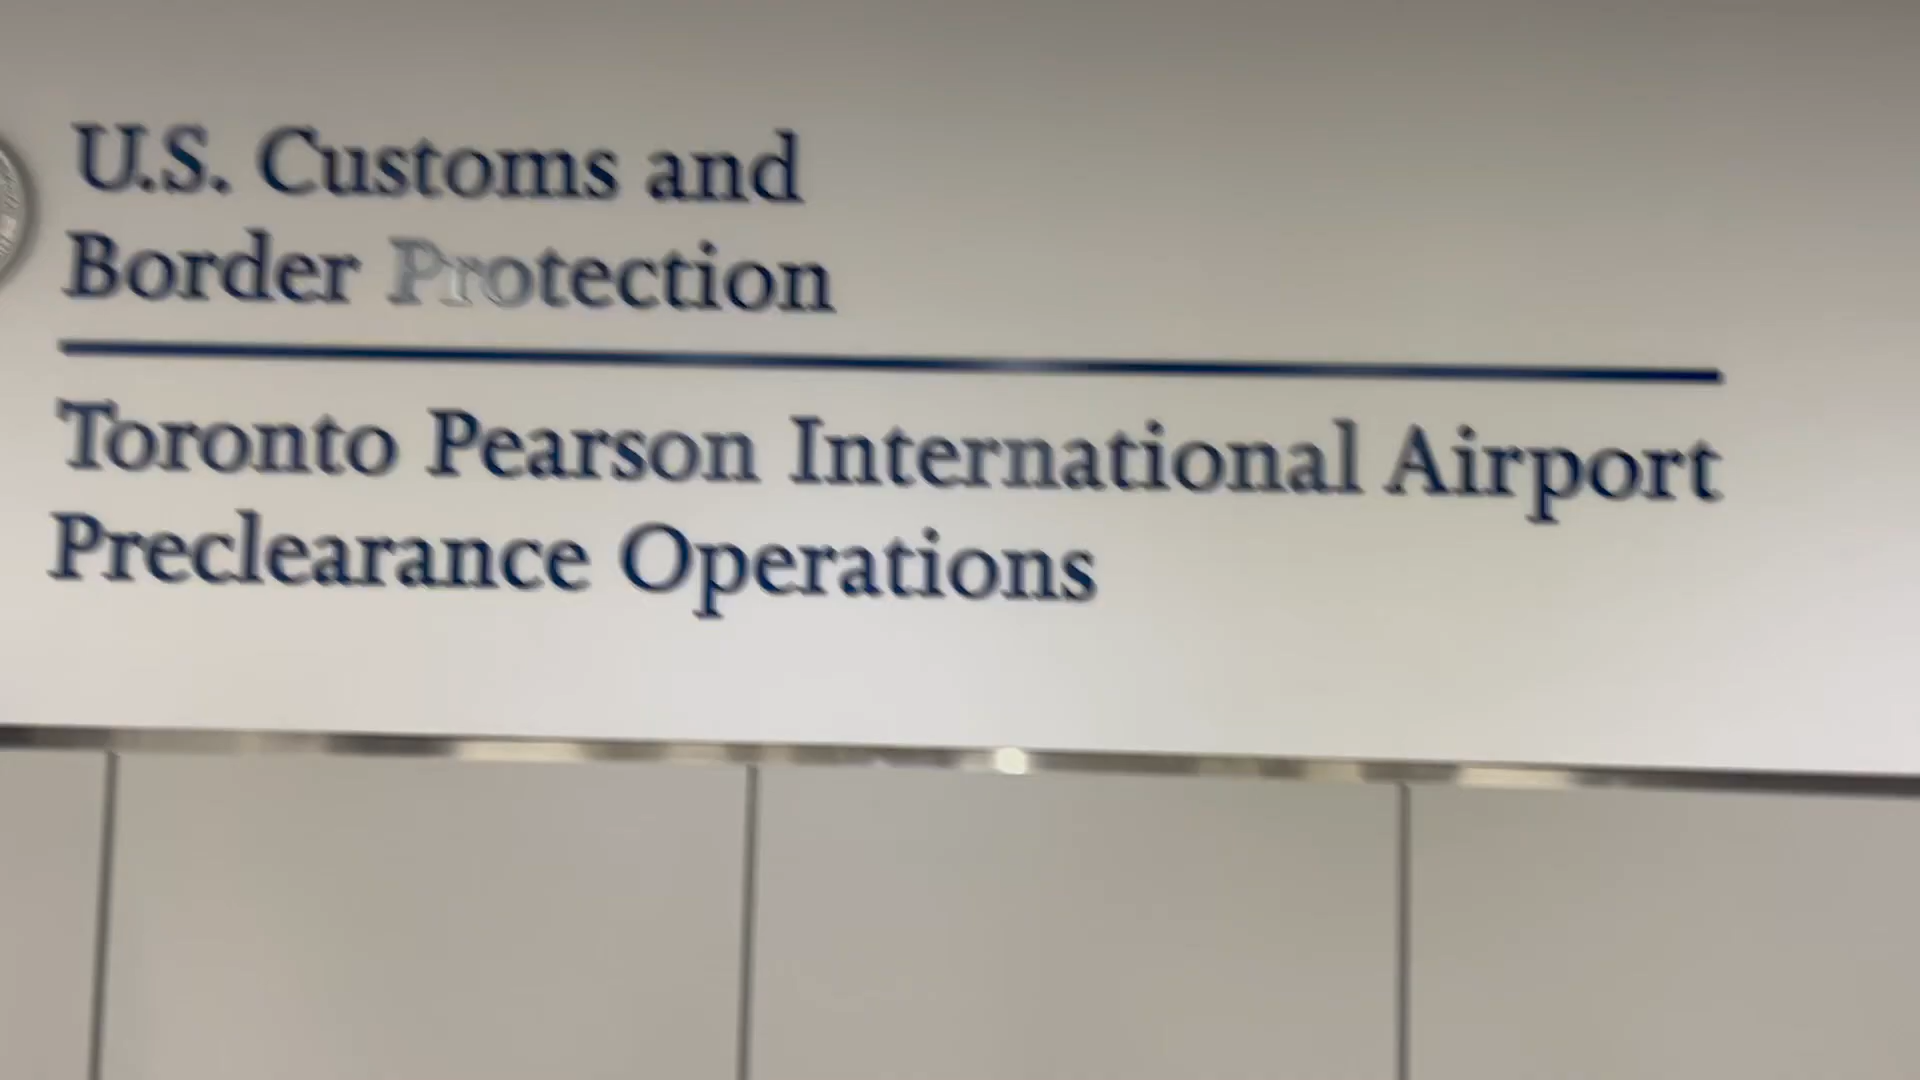 U.S. Customs and
Border Protection
Toronto Pearson International Airport
Preclearance Operations